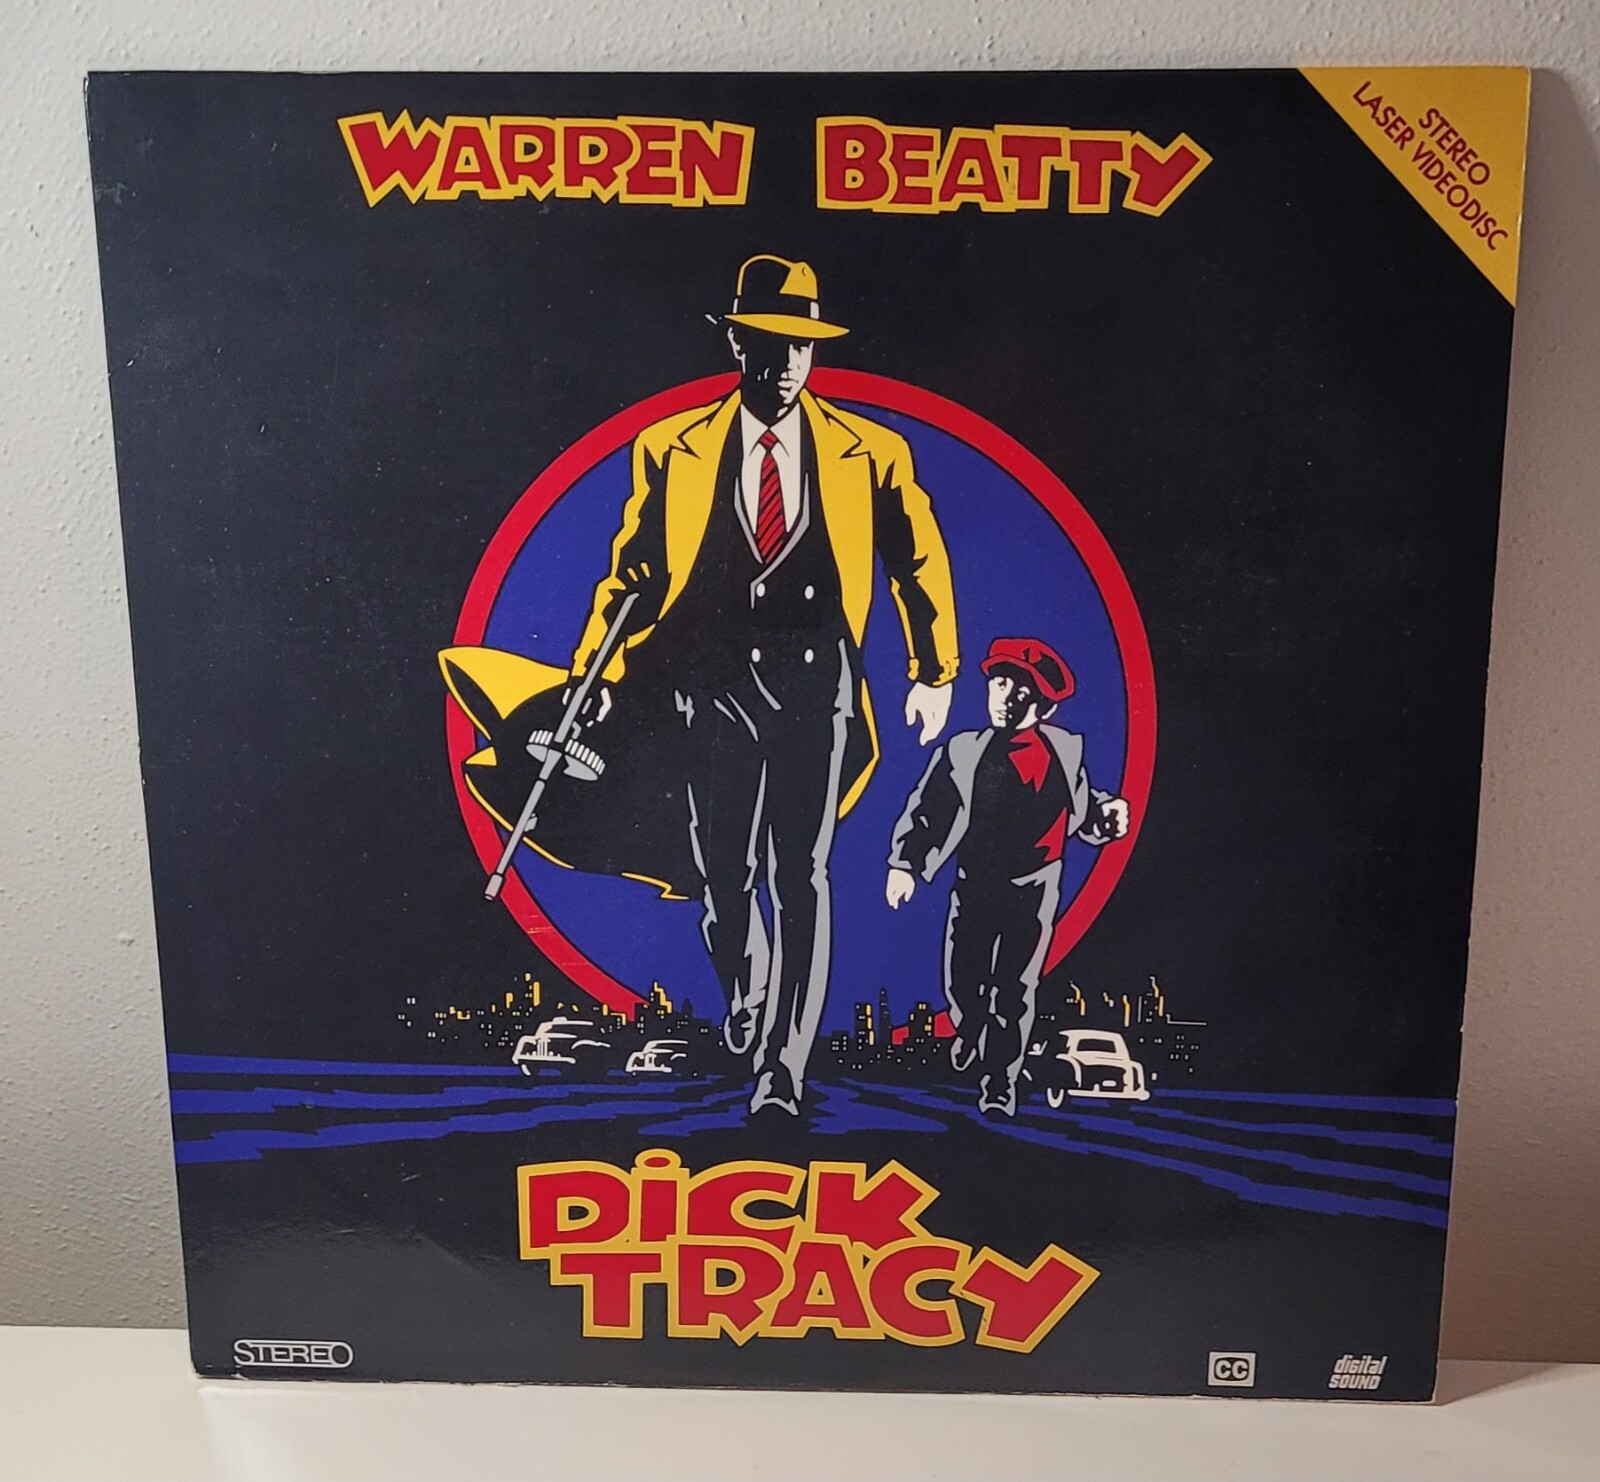 WARREN BEATTY
STEREO
LASER VIDEODISC
DiCK
TRACY
STEREO
CC
digital
SOUND